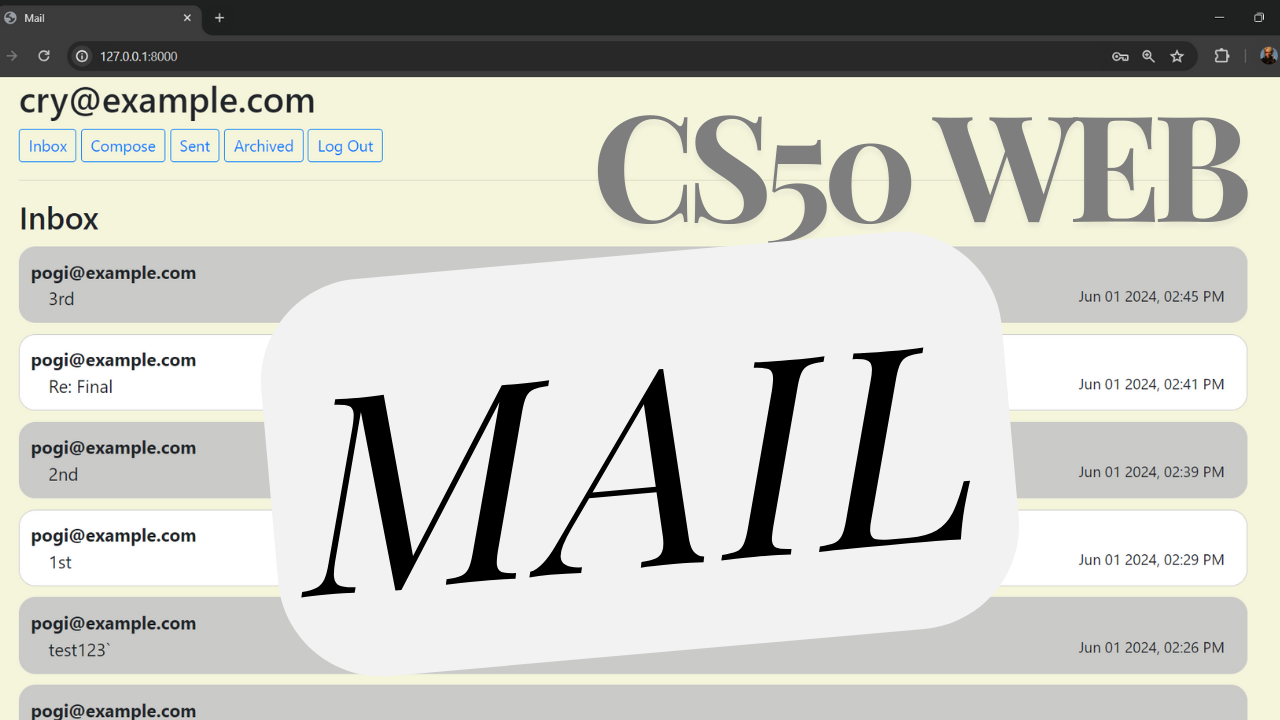 Mail
127.0.0.1:8000
cry@example.com
Inbox Compose Sent Archived Log Out
CS50 WEB
Inbox
pogi@example.com
3rd Jun 01 2024, 02:45 PM
pogi@example.com
Re: Final Jun 01 2024, 02:41 PM
pogi@example.com
2nd Jun 01 2024, 02:39 PM
MAIL
pogi@example.com
1st Jun 01 2024, 02:29 PM
pogi@example.com
test123` Jun 01 2024, 02:26 PM
pogi@example.com